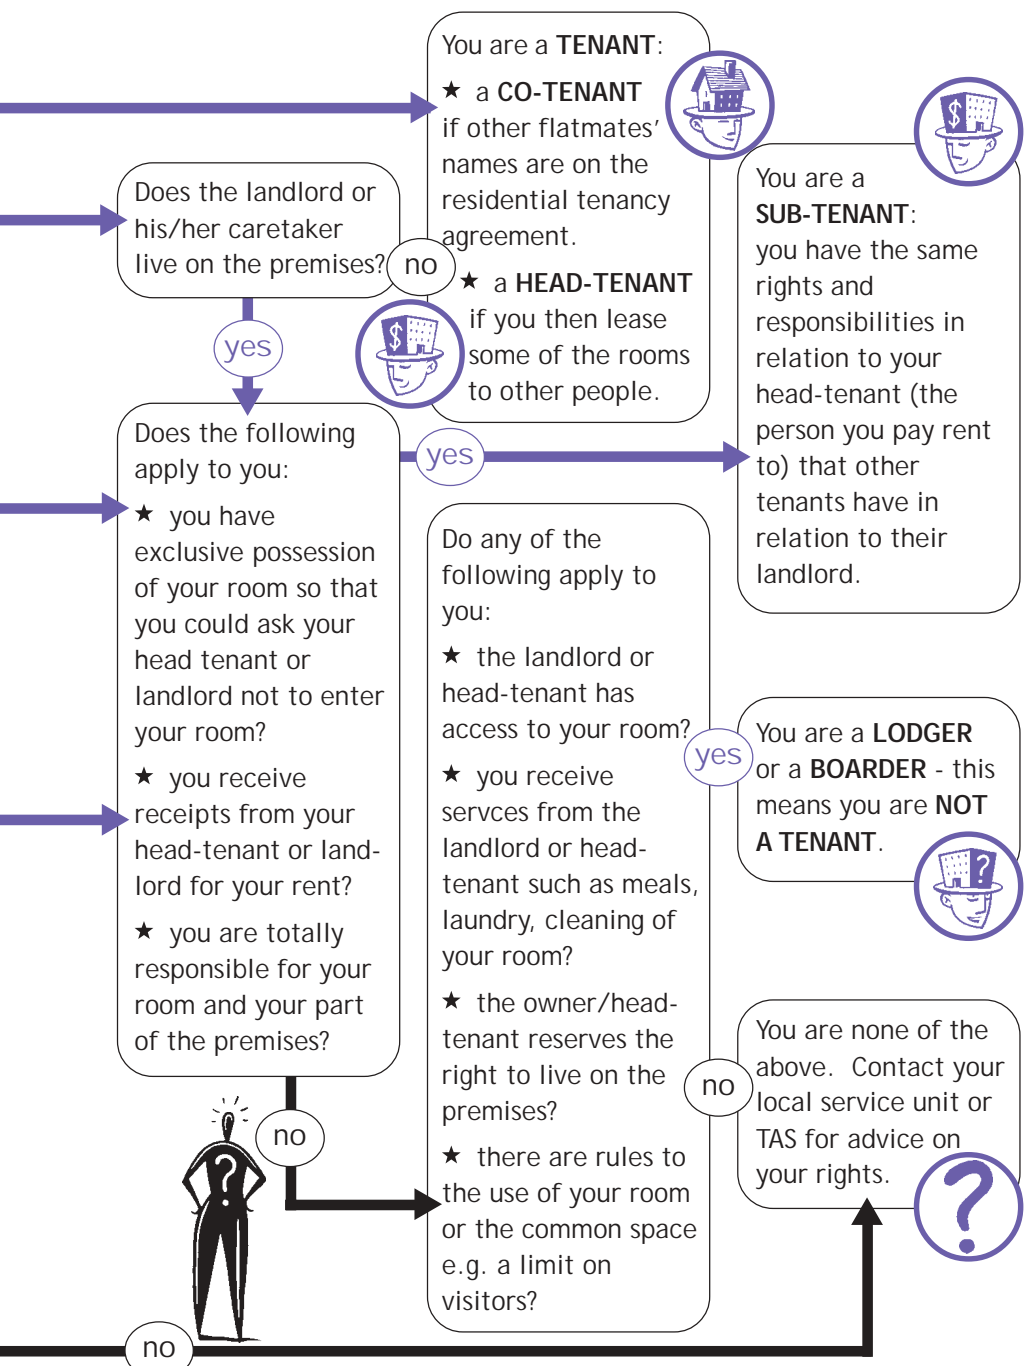 You are a TENANT:
★ a CO-TENANT
if other flatmates'
names are on the
residential tenancy
agreement.
★ a HEAD-TENANT
if you then lease
some of the rooms
to other people.
Does the landlord or
his/her caretaker
live on the premises?
no
yes
$
$
You are a
SUB-TENANT:
you have the same
rights and
responsibilities in
relation to your
head-tenant (the
person you pay rent
to) that other
tenants have in
relation to their
landlord.
Does the following
apply to you:
★ you have
exclusive possession
of your room so that
you could ask your
head tenant or
landlord not to enter
your room?
★ you receive
receipts from your
head-tenant or land-
lord for your rent?
★ you are totally
responsible for your
room and your part
of the premises?
yes
no
?
Do any of the
following apply to
you:
★ the landlord or
head-tenant has
access to your room?
★ you receive
servces from the
landlord or head-
tenant such as meals,
laundry, cleaning of
your room?
★ the owner/head-
tenant reserves the
right to live on the
premises?
★ there are rules to
the use of your room
or the common space
e.g. a limit on
visitors?
yes
You are a LODGER
or a BOARDER - this
means you are NOT
A TENANT.
?
no
You are none of the
above. Contact your
local service unit or
TAS for advice on
your rights.
?
no